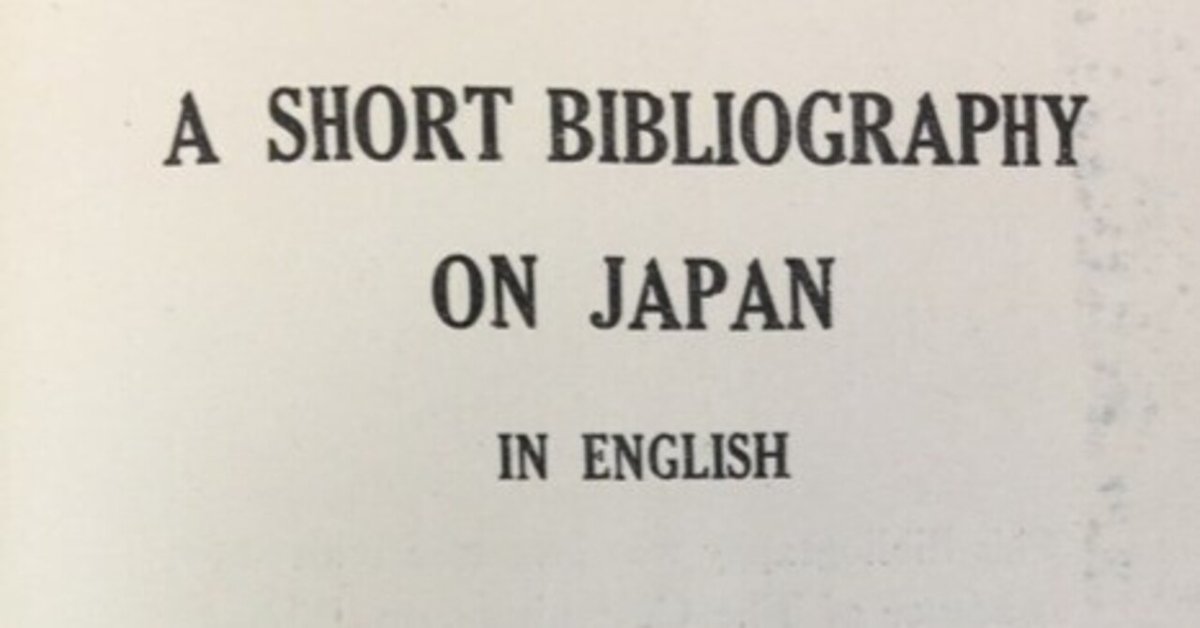 A SHORT BIBLIOGRAPHY
ON JAPAN
IN ENGLISH